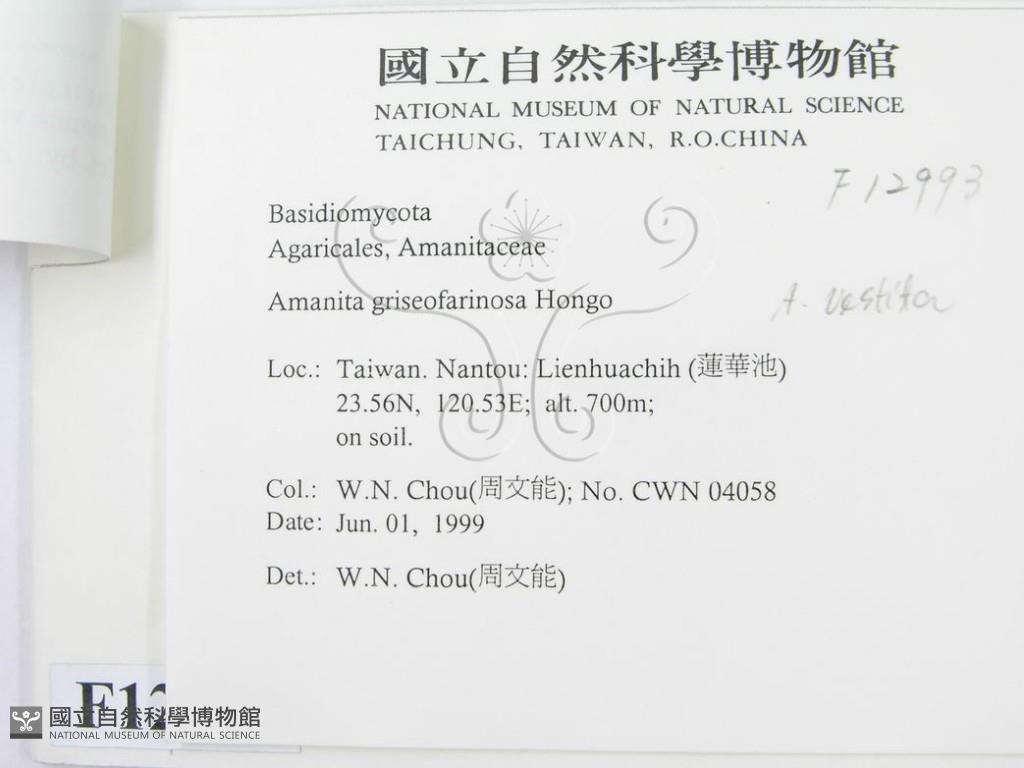 國立自然科學博物館
NATIONAL MUSEUM OF NATURAL SCIENCE
TAICHUNG, TAIWAN, R.O.CHINA
F12993
Basidiomycota
Agaricales, Amanitaceae
Amanita griseofarinosa Hongo
A. vestita
Loc.: Taiwan. Nantou: Lienhuachih (蓮華池)
23.56N, 120.53E; alt. 700m;
on soil.
Col.: W.N. Chou(周文能); No. CWN 04058
Date: Jun. 01, 1999
Det.: W.N. Chou(周文能)
F12
國立自然科學博物館
NATIONAL MUSEUM OF NATURAL SCIENCE